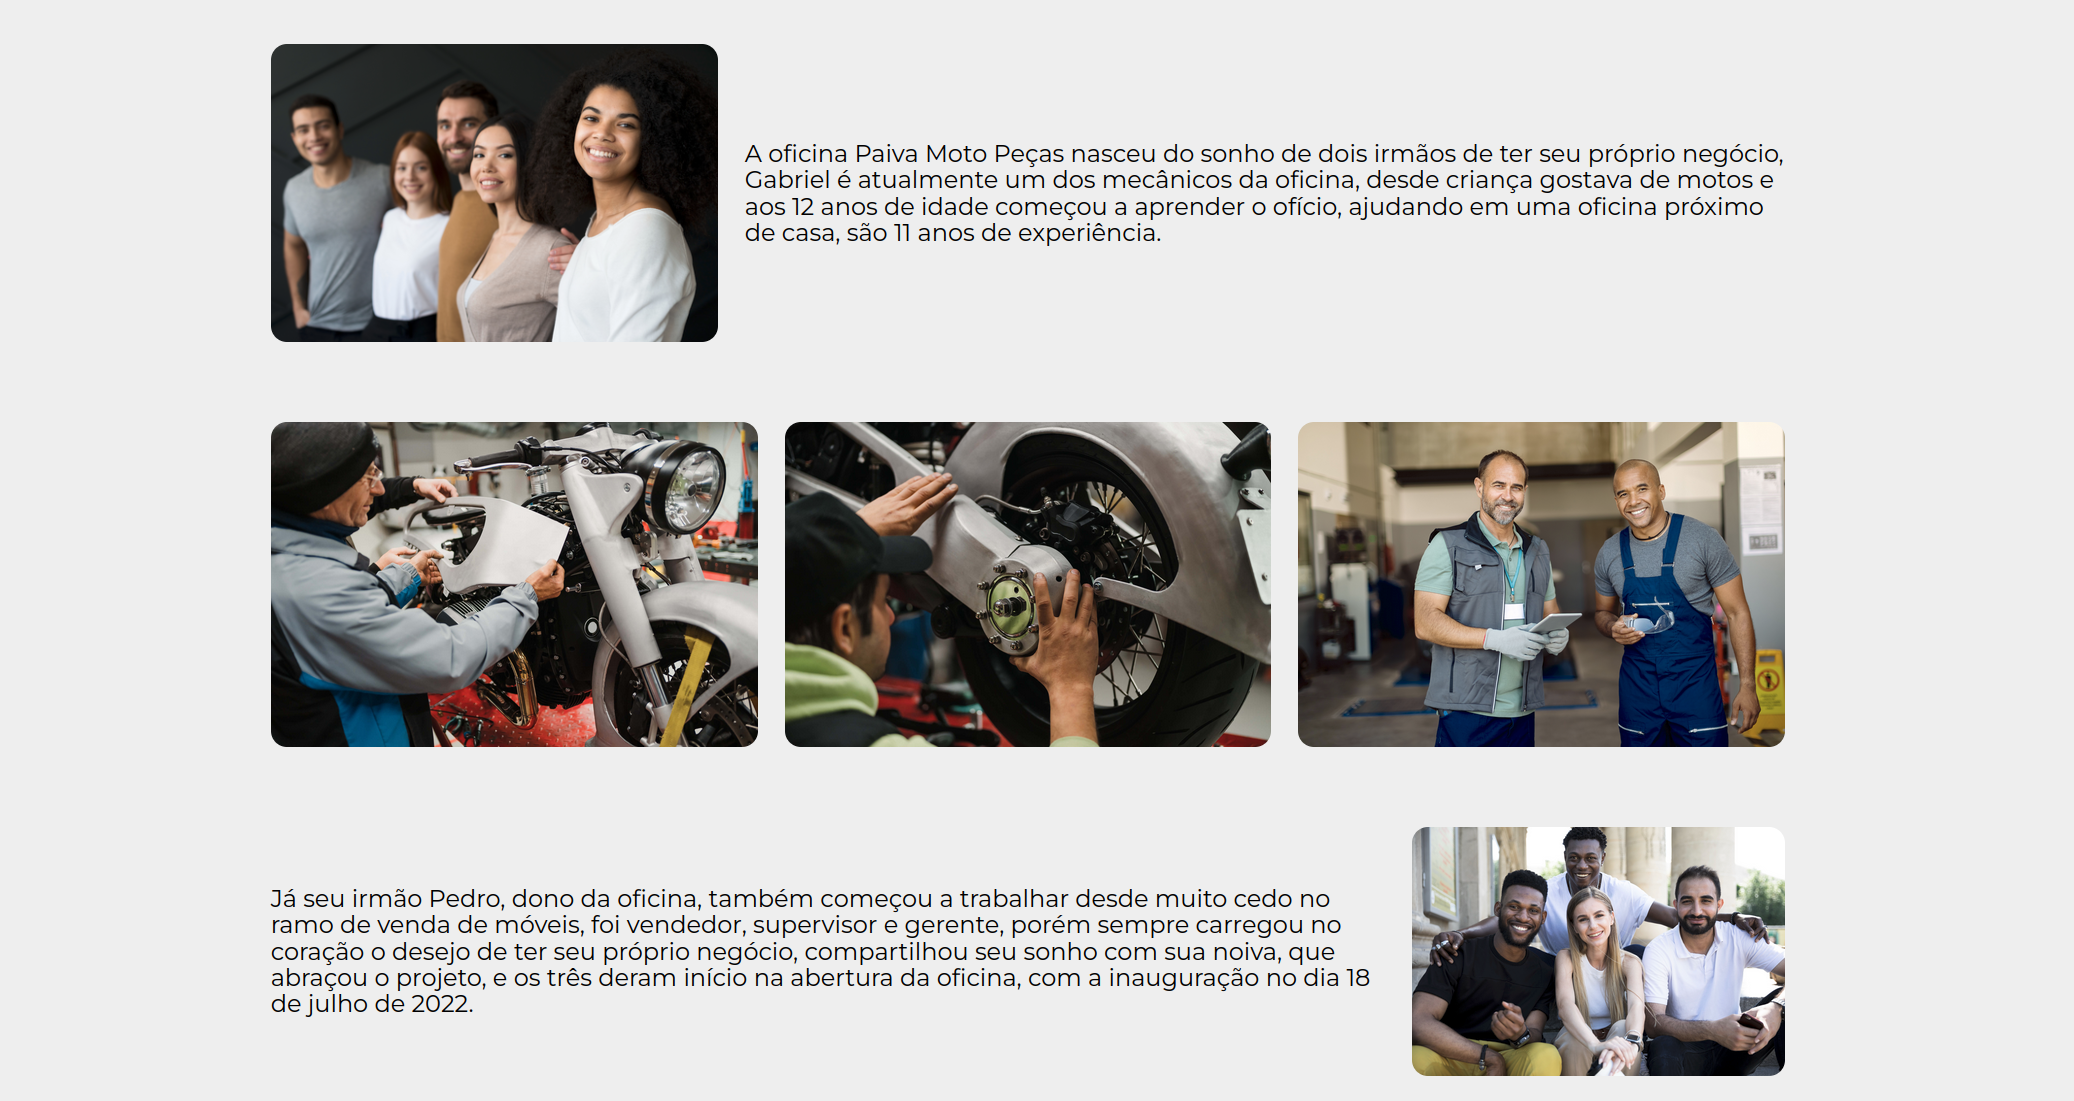 A oficina Paiva Moto Peças nasceu do sonho de dois irmãos de ter seu próprio negócio,
Gabriel é atualmente um dos mecânicos da oficina, desde criança gostava de motos e
aos 12 anos de idade começou a aprender o ofício, ajudando em uma oficina próximo
de casa, são 11 anos de experiência.
Já seu irmão Pedro, dono da oficina, também começou a trabalhar desde muito cedo no
ramo de venda de móveis, foi vendedor, supervisor e gerente, porém sempre carregou no
coração o desejo de ter seu próprio negócio, compartilhou seu sonho com sua noiva, que
abraçou o projeto, e os três deram início na abertura da oficina, com a inauguração no dia 18
de julho de 2022.